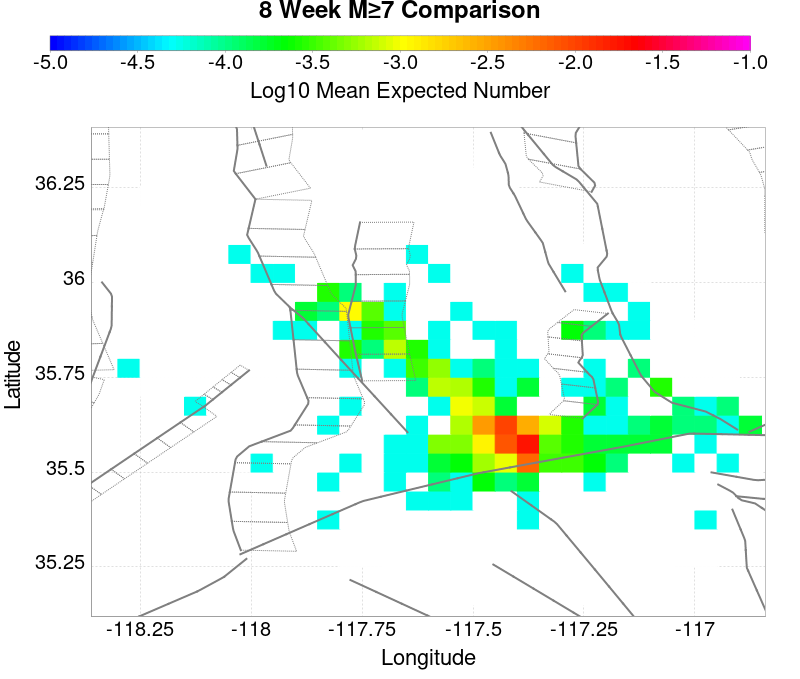 8 Week M≥7 Comparison
-5.0 -4.5 -4.0 -3.5 -3.0 -2.5 -2.0 -1.5 -1.0
Log10 Mean Expected Number
36.25
36
35.75
35.5
35.25
Latitude
-118.25 -118 -117.75 -117.5 -117.25 -117
Longitude